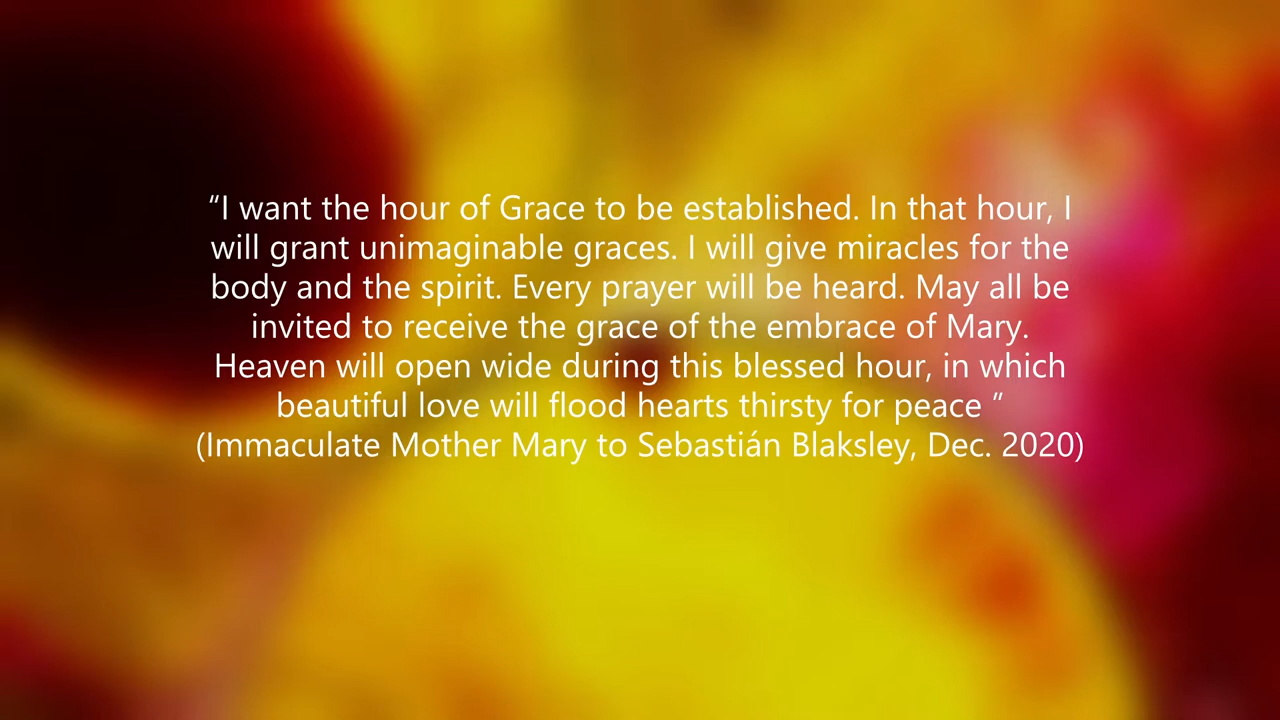 “I want the hour of Grace to be established. In that hour, I
will grant unimaginable graces. I will give miracles for the
body and the spirit. Every prayer will be heard. May all be
invited to receive the grace of the embrace of Mary.
Heaven will open wide during this blessed hour, in which
beautiful love will flood hearts thirsty for peace ”
(Immaculate Mother Mary to Sebastián Blaksley, Dec. 2020)